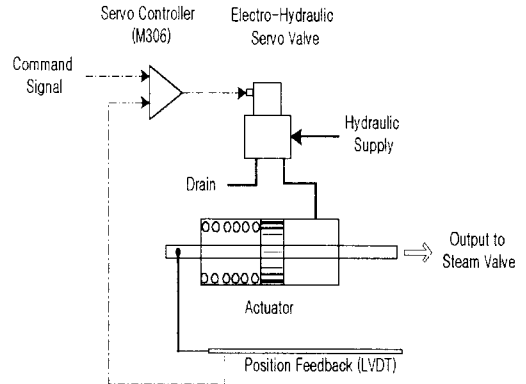 Servo Controller
(M306)
Electro-Hydraulic
Servo Valve
Command
Signal
Hydraulic
Supply
Drain
Output to
Steam Valve
Actuator
Position Feedback (LVDT)